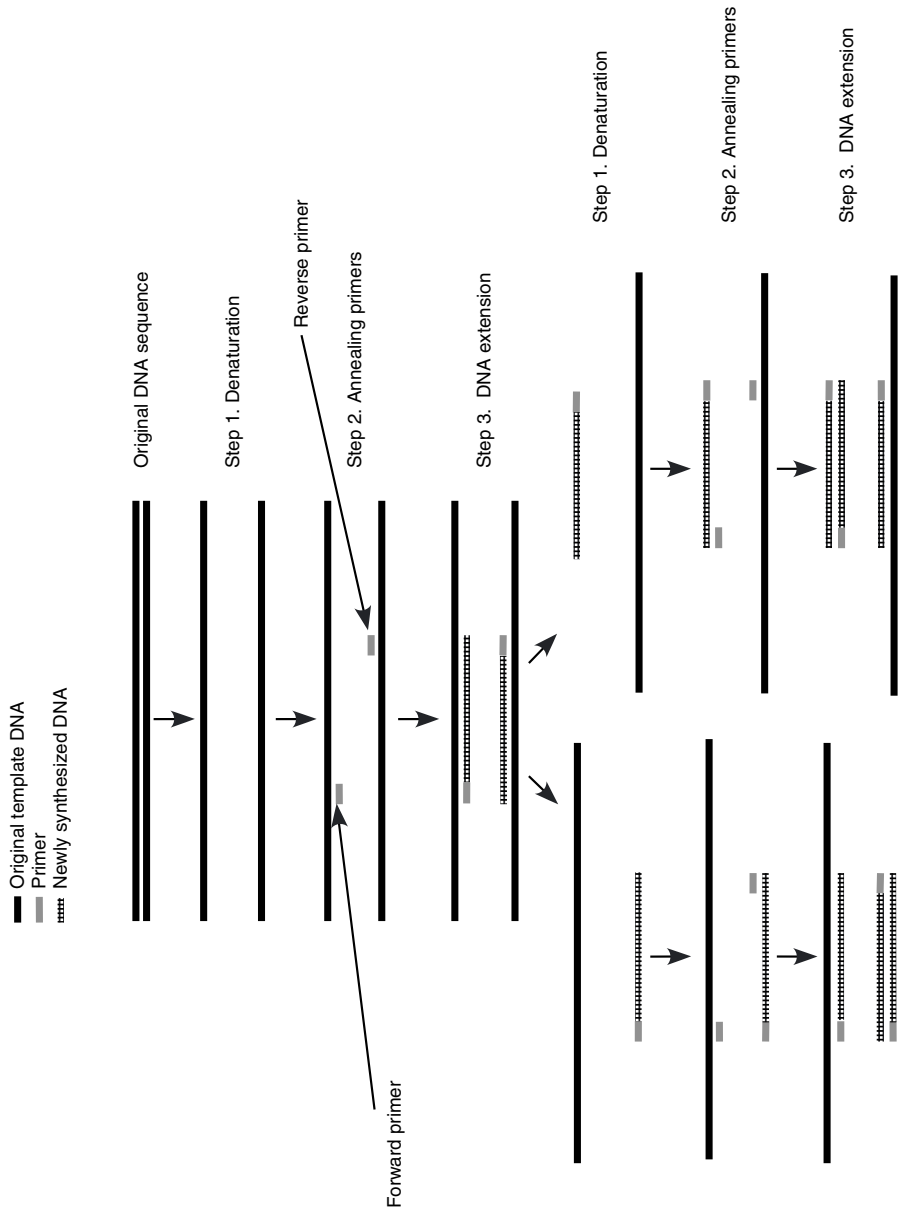 Original template DNA
Primer
Newly synthesized DNA
Original DNA sequence
Step 1. Denaturation
Reverse primer
Step 2. Annealing primers
Forward primer
Step 3. DNA extension
Step 1. Denaturation
Step 2. Annealing primers
Step 3. DNA extension